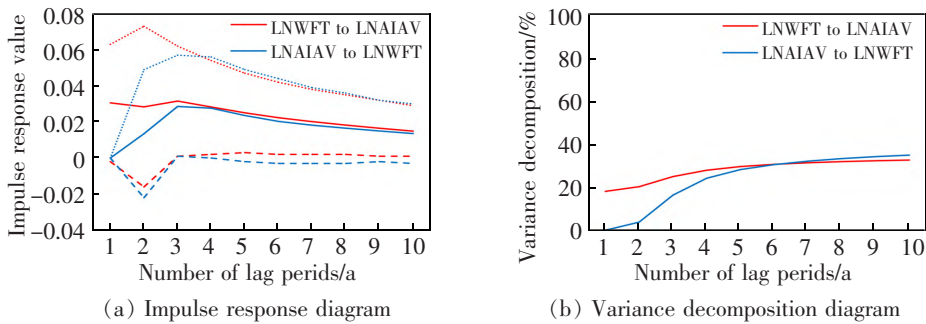 Impulse response value
0.08
0.06
0.04
0.02
0
−0.02
−0.04
LNWFT to LNAIAV
LNAIAV to LNWFT
1 2 3 4 5 6 7 8 9 10
Number of lag perids/a
(a) Impulse response diagram
Variance decomposition/%
100
80
60
40
20
0
LNWFT to LNAIAV
LNAIAV to LNWFT
1 2 3 4 5 6 7 8 9 10
Number of lag perids/a
(b) Variance decomposition diagram